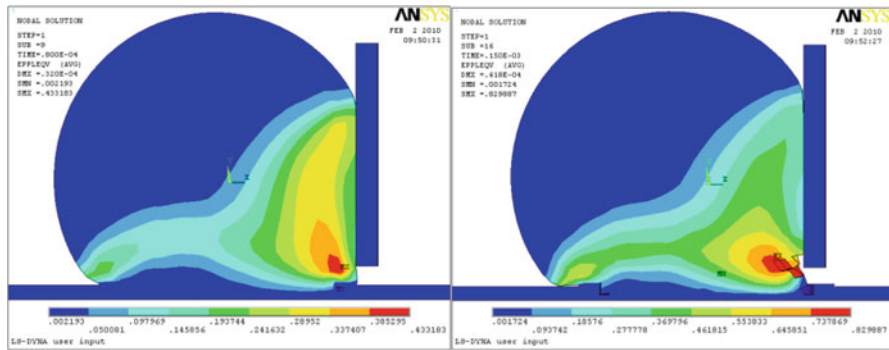 NODAL SOLUTION
STEP=1
SUB =9
TIME=.800E-04
EPPLEQV (AVG)
DMX =.320E-04
SMN =.002193
SMX =.433183
ANSYS
FEB 2 2010
09:50:31
MX
MN
.002193 .097969 .193744 .28952 .385295
.050081 .145856 .241632 .337407 .433183
LS-DYNA user input
NODAL SOLUTION
STEP=1
SUB =16
TIME=.150E-03
EPPLEQV (AVG)
DMX =.618E-04
SMN =.001724
SMX =.829887
ANSYS
FEB 2 2010
09:52:27
MN
.001724 .18576 .369796 .553833 .737869
.093742 .277778 .461815 .645851 .829887
LS-DYNA user input